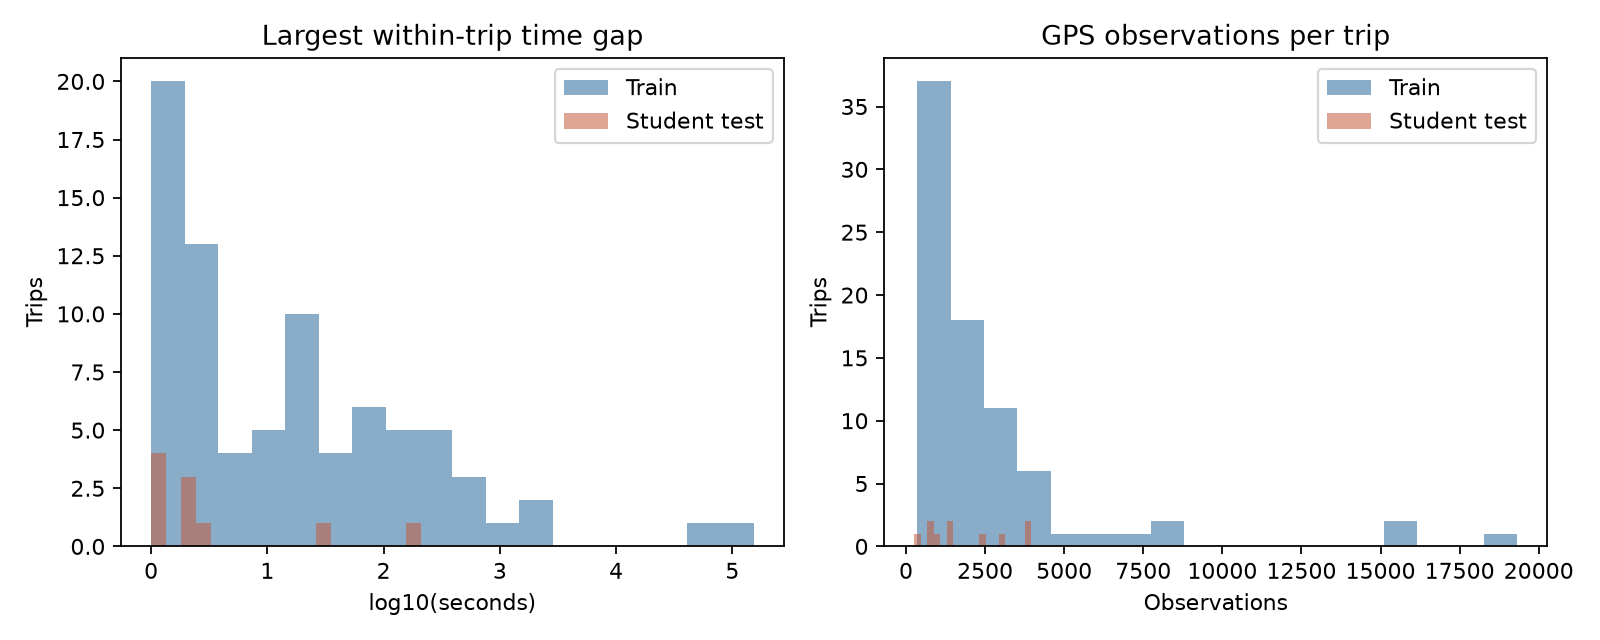 Largest within-trip time gap
20.0
17.5
15.0
12.5
10.0
7.5
5.0
2.5
0.0
Trips
Train
Student test
0 1 2 3 4 5
log10(seconds)
GPS observations per trip
35
30
25
20
15
10
5
0
Trips
Train
Student test
0 2500 5000 7500 10000 12500 15000 17500 20000
Observations